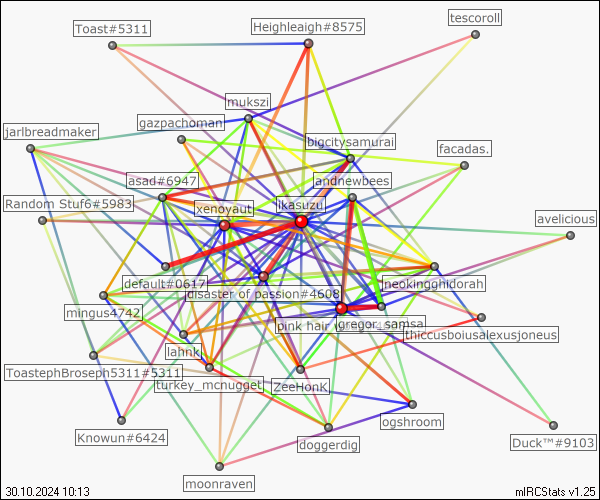 Toast#5311
Heighleaigh#8575
tescoroll
mukszi
gazpachoman
jarlbreadmaker
bigcitysamurai
facadas.
asad#6947
andnewbees
Random Stuf6#5983
xenoyaut
ikasuzu
avelicious
default#0617
disaster of passion#4608
neokingghidorah
mingus4742
pink hair
gregor_samsa
thiccusboiusalexusjoneus
lahnk
ToastephBroseph5311#5311
turkey_mcnugget
ZeeHonK
ogshroom
Knowun#6424
doggerdig
Duck™#9103
moonraven
30.10.2024 10:13
mIRCStats v1.25